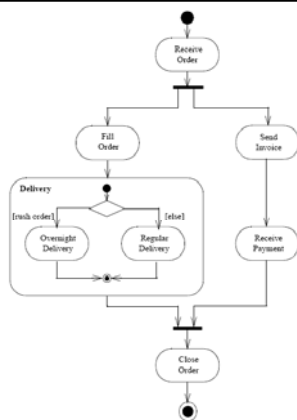 Receive
Order
Fill
Order
Send
Invoice
Delivery
[rush order]
[else]
Overnight
Delivery
Regular
Delivery
Receive
Payment
Close
Order